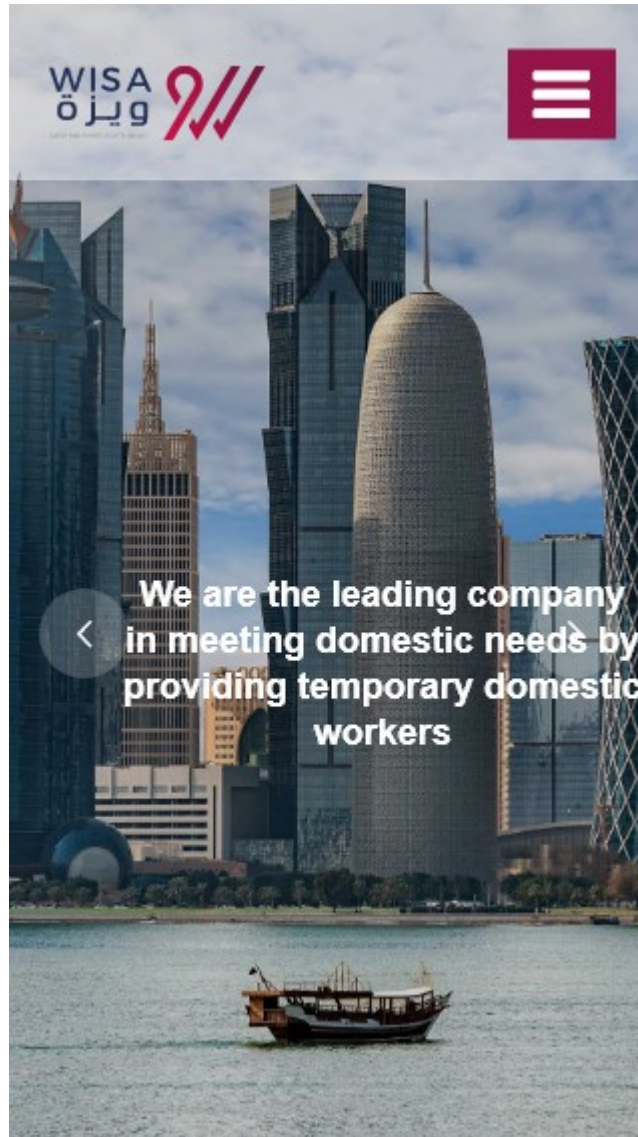 WISA
ويزة
We are the leading company
in meeting domestic needs by
providing temporary domestic
workers